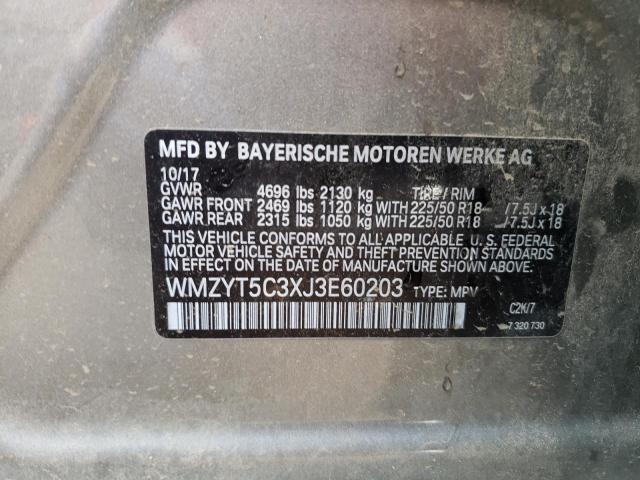 MFD BY BAYERISCHE MOTOREN WERKE AG
10/17
GVWR 4696 lbs 2130 kg TIRE/RIM
GAWR FRONT 2469 lbs 1120 kg WITH 225/50 R18 /7.5J x 18
GAWR REAR 2315 lbs 1050 kg WITH 225/50 R18 /7.5J x 18
THIS VEHICLE CONFORMS TO ALL APPLICABLE U. S. FEDERAL
MOTOR VEHICLE SAFETY, BUMPER, AND THEFT PREVENTION
STANDARDS IN EFFECT ON THE DATE OF MANUFACTURE SHOWN ABOVE.
WMZYT5C3XJ3E60203 TYPE: MPV
C2K/7
7 320 730